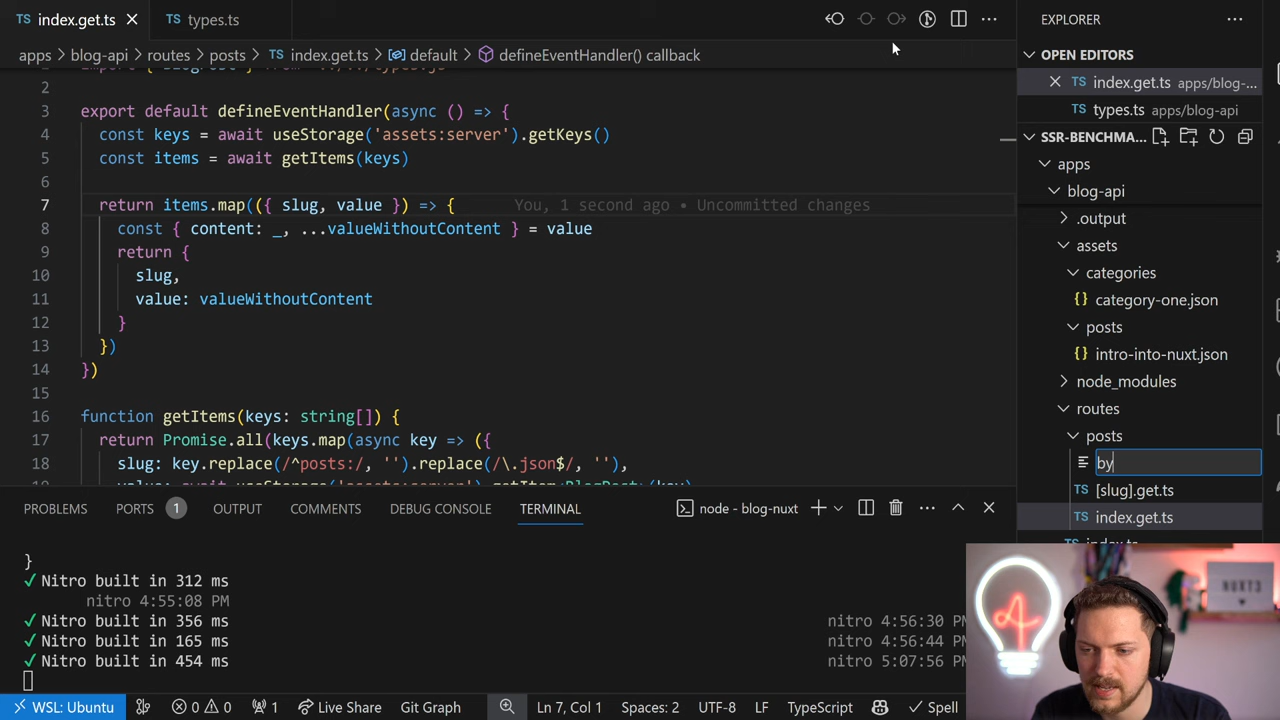 TS index.get.ts
TS types.ts
EXPLORER
apps > blog-api > routes > posts > TS index.get.ts > default > defineEventHandler() callback
OPEN EDITORS
TS index.get.ts apps/blog-...
TS types.ts apps/blog-api
SSR-BENCHMA...
apps
blog-api
.output
assets
categories
{} category-one.json
posts
{} intro-into-nuxt.json
node_modules
routes
posts
by
TS [slug].get.ts
TS index.get.ts
2
3 export default defineEventHandler(async () => {
4 const keys = await useStorage('assets:server').getKeys()
5 const items = await getItems(keys)
6
7 return items.map(({ slug, value }) => { You, 1 second ago • Uncommitted changes
8 const { content: _, ...valueWithoutContent } = value
9 return {
10 slug,
11 value: valueWithoutContent
12 }
13 })
14 })
15
16 function getItems(keys: string[]) {
17 return Promise.all(keys.map(async key => ({
18 slug: key.replace(/^posts:/, '').replace(/\.json$/, ''),
PROBLEMS PORTS 1 OUTPUT COMMENTS DEBUG CONSOLE TERMINAL node - blog-nuxt
}
✓ Nitro built in 312 ms
nitro 4:55:08 PM
✓ Nitro built in 356 ms nitro 4:56:30 PM
✓ Nitro built in 165 ms nitro 4:56:44 PM
✓ Nitro built in 454 ms nitro 5:07:56 PM
NUXT3
WSL: Ubuntu 0 0 1 Live Share Git Graph Ln 7, Col 1 Spaces: 2 UTF-8 LF TypeScript Spell